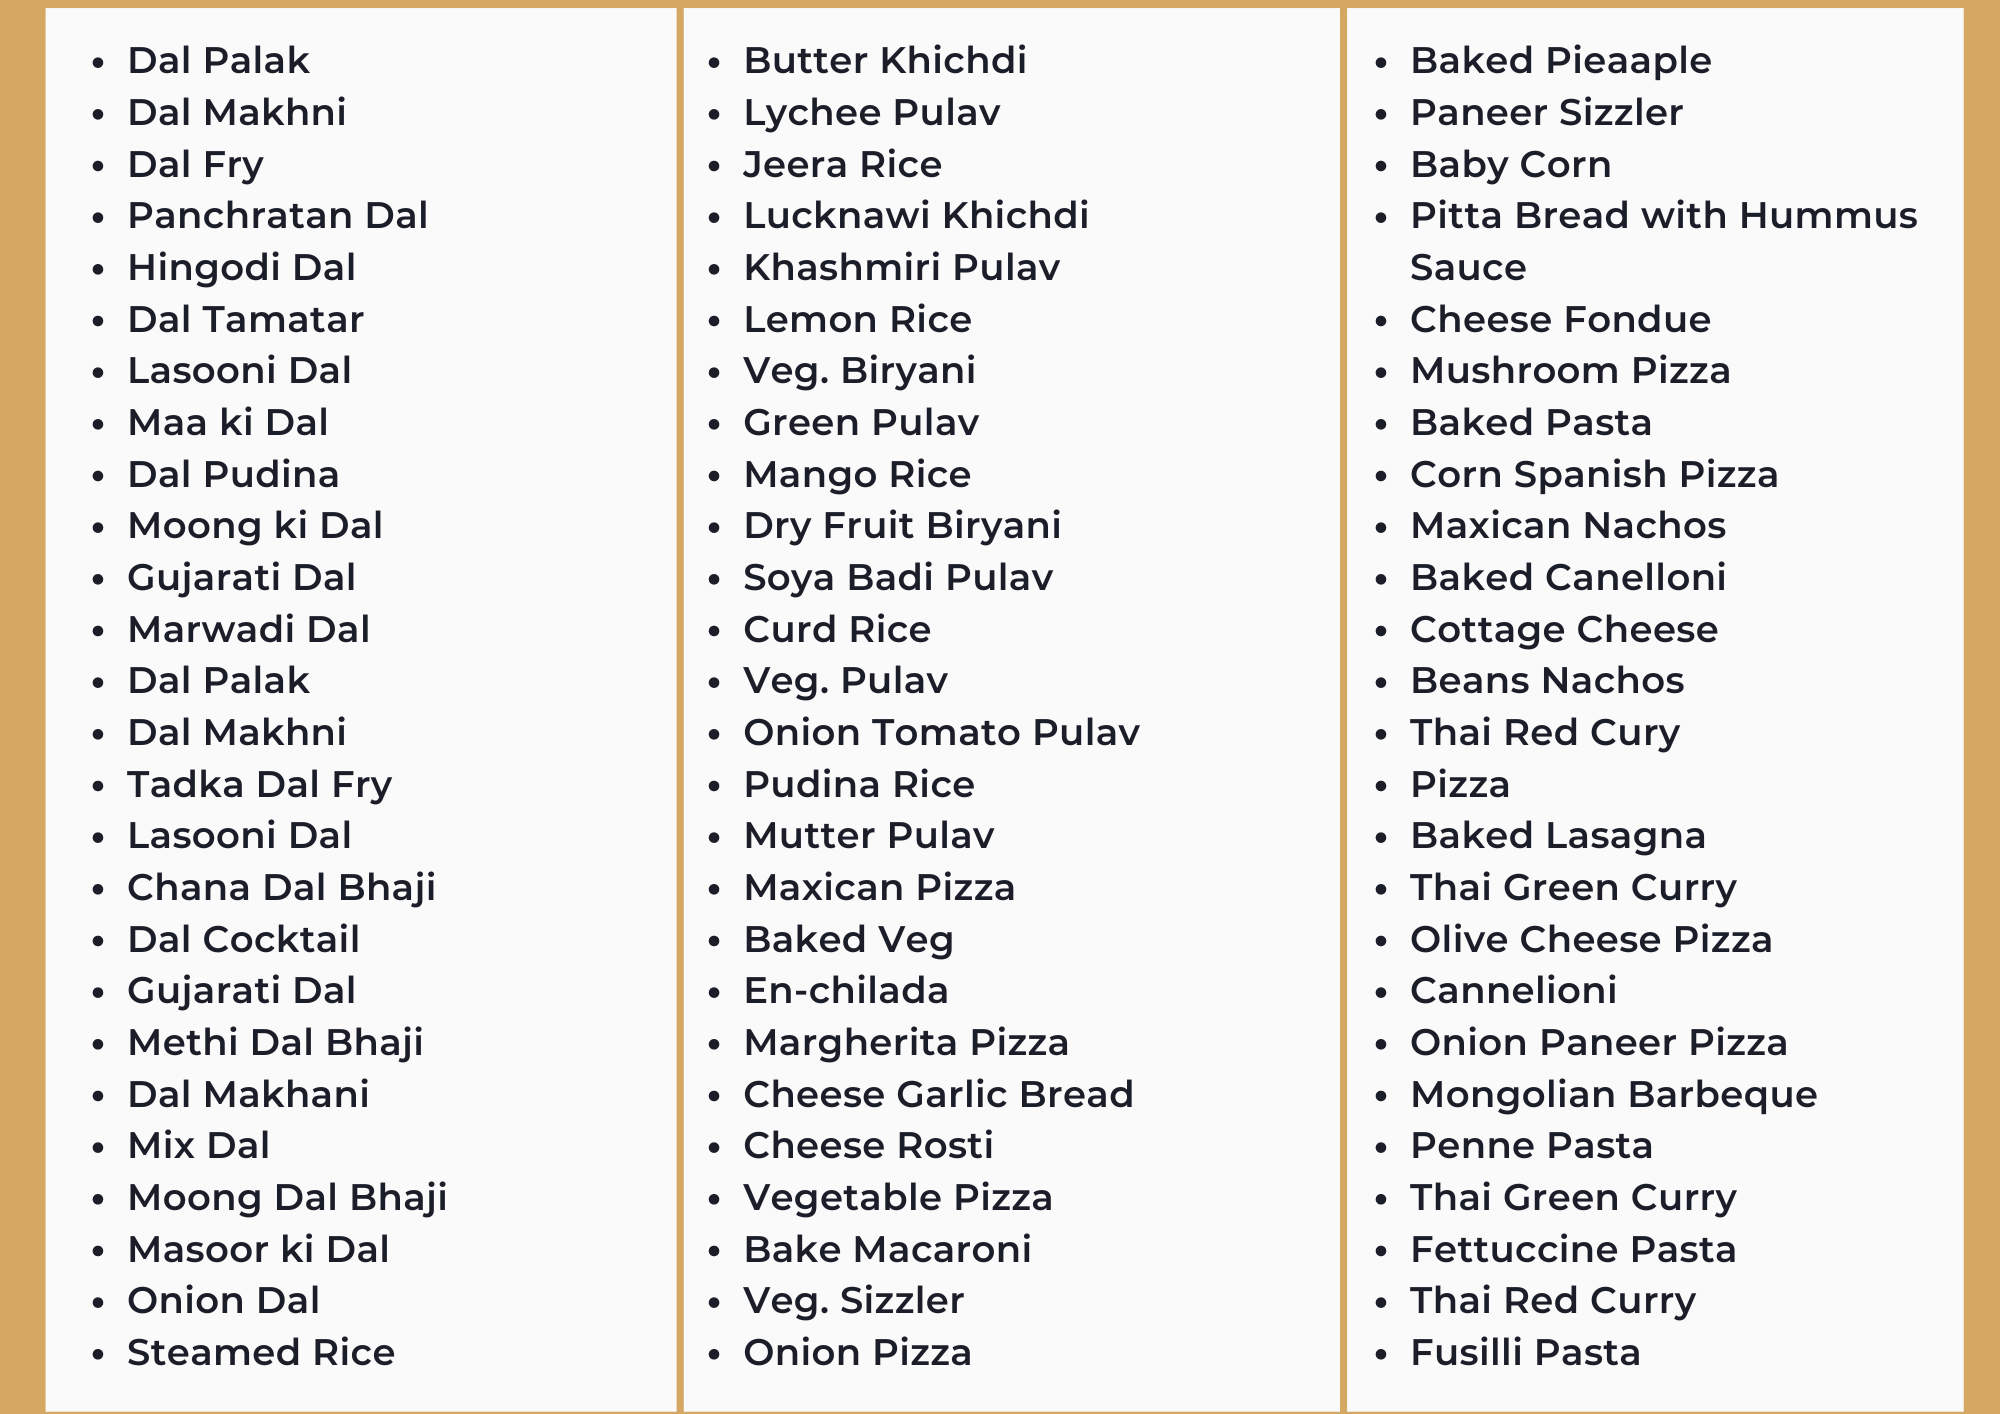 Dal Palak
Dal Makhni
Dal Fry
Panchratan Dal
Hingodi Dal
Dal Tamatar
Lasooni Dal
Maa ki Dal
Dal Pudina
Moong ki Dal
Gujarati Dal
Marwadi Dal
Dal Palak
Dal Makhni
Tadka Dal Fry
Lasooni Dal
Chana Dal Bhaji
Dal Cocktail
Gujarati Dal
Methi Dal Bhaji
Dal Makhani
Mix Dal
Moong Dal Bhaji
Masoor ki Dal
Onion Dal
Steamed Rice
Butter Khichdi
Lychee Pulav
Jeera Rice
Lucknawi Khichdi
Khashmiri Pulav
Lemon Rice
Veg. Biryani
Green Pulav
Mango Rice
Dry Fruit Biryani
Soya Badi Pulav
Curd Rice
Veg. Pulav
Onion Tomato Pulav
Pudina Rice
Mutter Pulav
Maxican Pizza
Baked Veg
En-chilada
Margherita Pizza
Cheese Garlic Bread
Cheese Rosti
Vegetable Pizza
Bake Macaroni
Veg. Sizzler
Onion Pizza
Baked Pieaaple
Paneer Sizzler
Baby Corn
Pitta Bread with Hummus
Sauce
Cheese Fondue
Mushroom Pizza
Baked Pasta
Corn Spanish Pizza
Maxican Nachos
Baked Canelloni
Cottage Cheese
Beans Nachos
Thai Red Cury
Pizza
Baked Lasagna
Thai Green Curry
Olive Cheese Pizza
Cannelioni
Onion Paneer Pizza
Mongolian Barbeque
Penne Pasta
Thai Green Curry
Fettuccine Pasta
Thai Red Curry
Fusilli Pasta